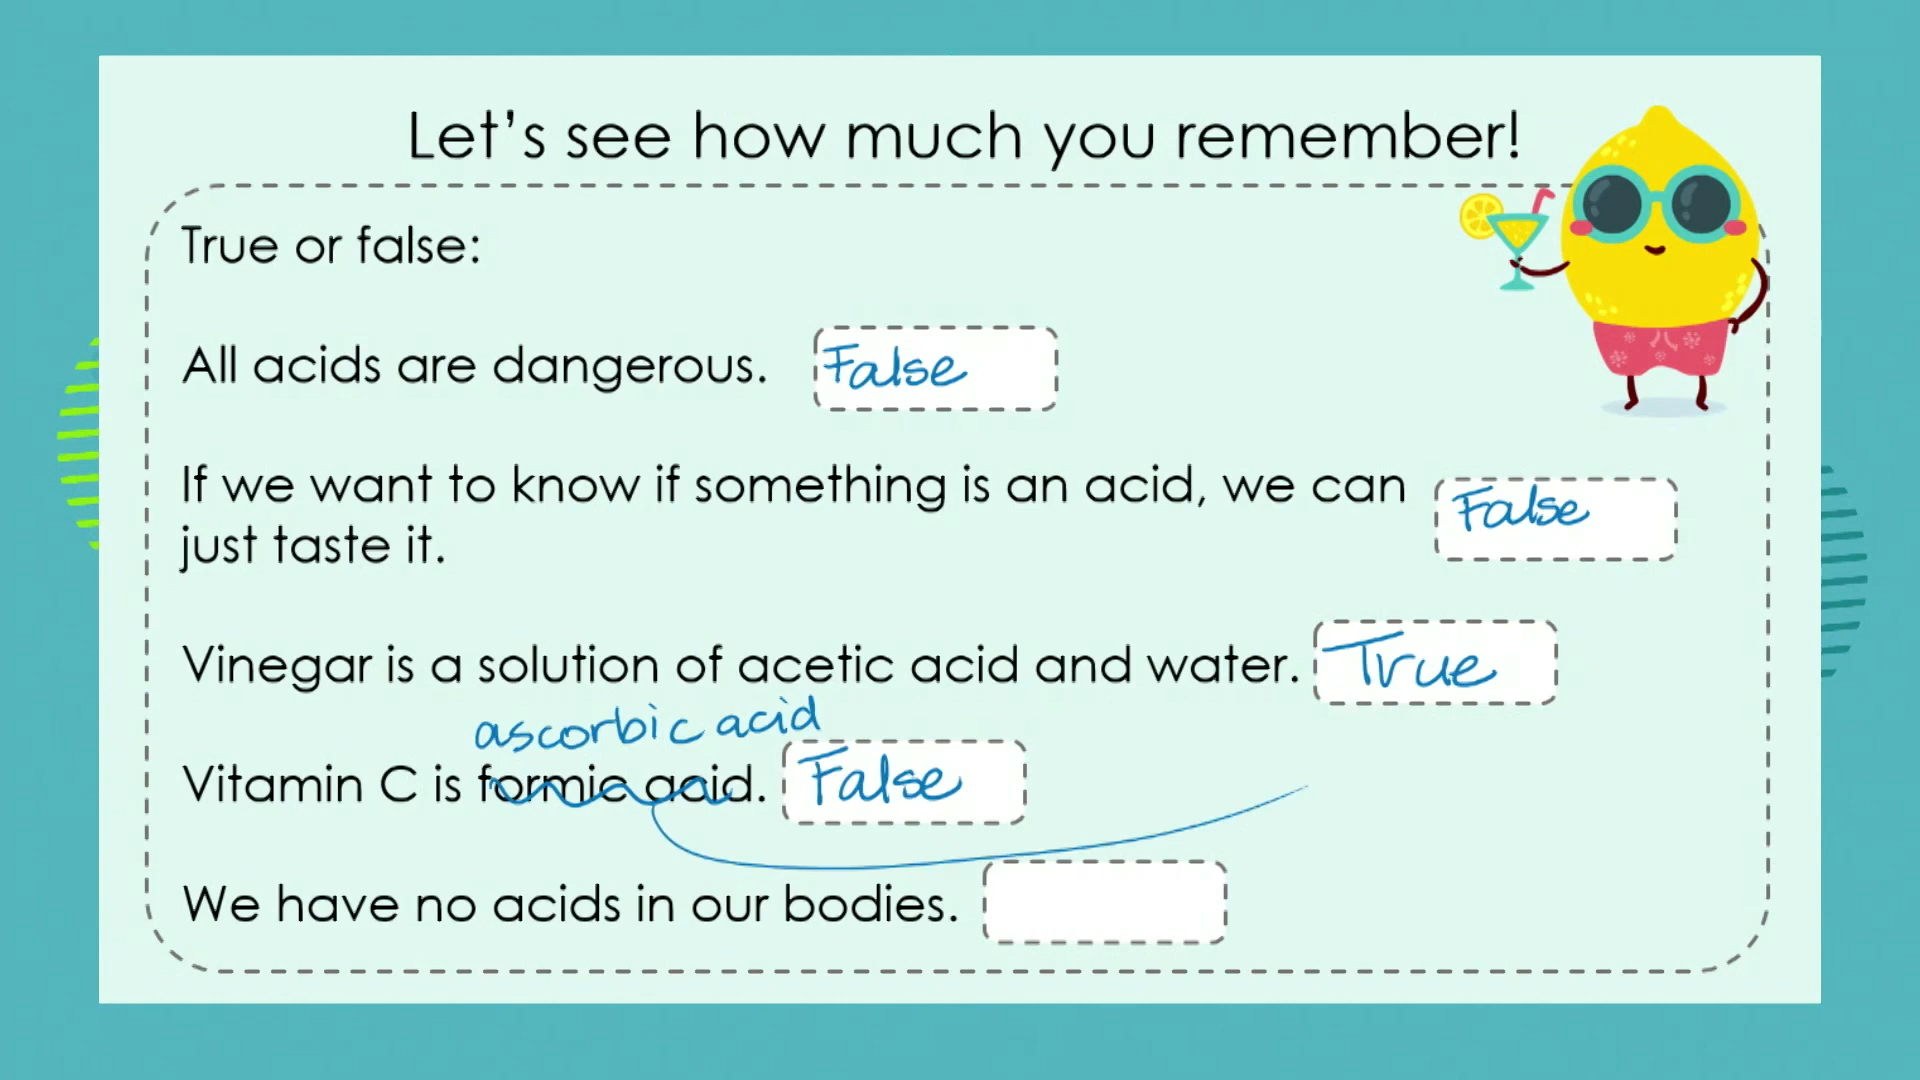 Let's see how much you remember!
True or false:
All acids are dangerous. False
If we want to know if something is an acid, we can False
just taste it.
Vinegar is a solution of acetic acid and water. True
ascorbic acid
Vitamin C is formic acid. False
We have no acids in our bodies.